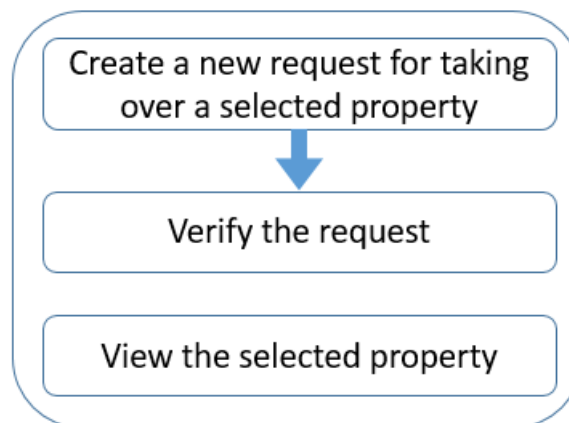 Create a new request for taking
over a selected property
Verify the request
View the selected property